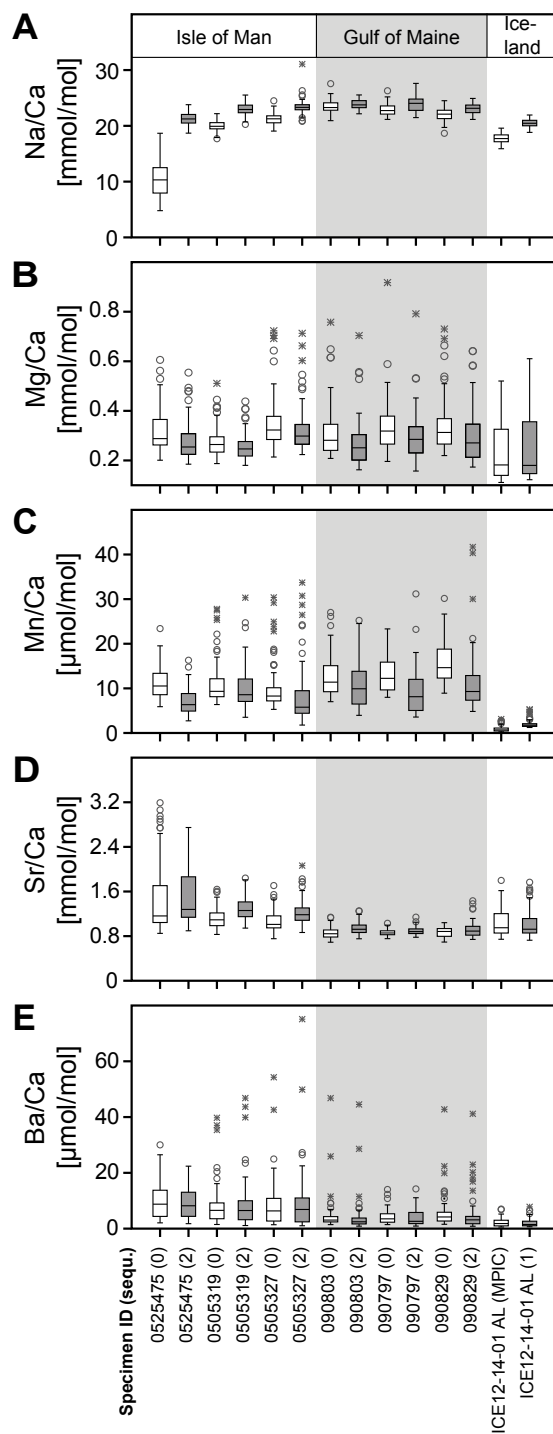 A
Isle of Man
Gulf of Maine
Ice-
land
Na/Ca
[mmol/mol]
30
20
10
0
B
Mg/Ca
[mmol/mol]
0.8
0.6
0.4
0.2
C
Mn/Ca
[µmol/mol]
40
30
20
10
0
D
Sr/Ca
[mmol/mol]
3.2
2.4
1.6
0.8
0
E
Ba/Ca
[µmol/mol]
60
40
20
0
Specimen ID (sequ.)
0525475 (0)
0525475 (2)
0505319 (0)
0505319 (2)
0505327 (0)
0505327 (2)
090803 (0)
090803 (2)
090797 (0)
090797 (2)
090829 (0)
090829 (2)
ICE12-14-01 AL (MPIC)
ICE12-14-01 AL (1)